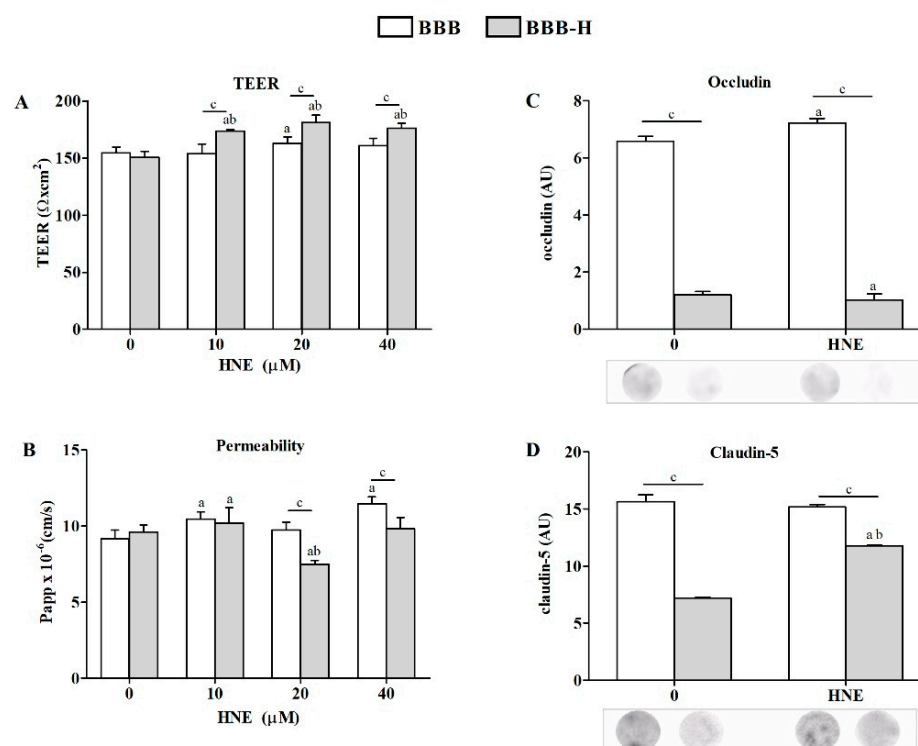 BBB BBB-H
A
TEER
TEER (Ωxcm²)
200
150
100
50
0
c
ab
c
a
ab
c
ab
0 10 20 40
HNE (μM)
B
Permeability
Papp x 10⁻⁶(cm/s)
15
10
5
0
a a
c
ab
c
a
0 10 20 40
HNE (μM)
C
Occludin
occludin (AU)
8
6
4
2
0
c
c
a
a
0 HNE
D
Claudin-5
claudin-5 (AU)
20
15
10
5
0
c
c
a b
0 HNE